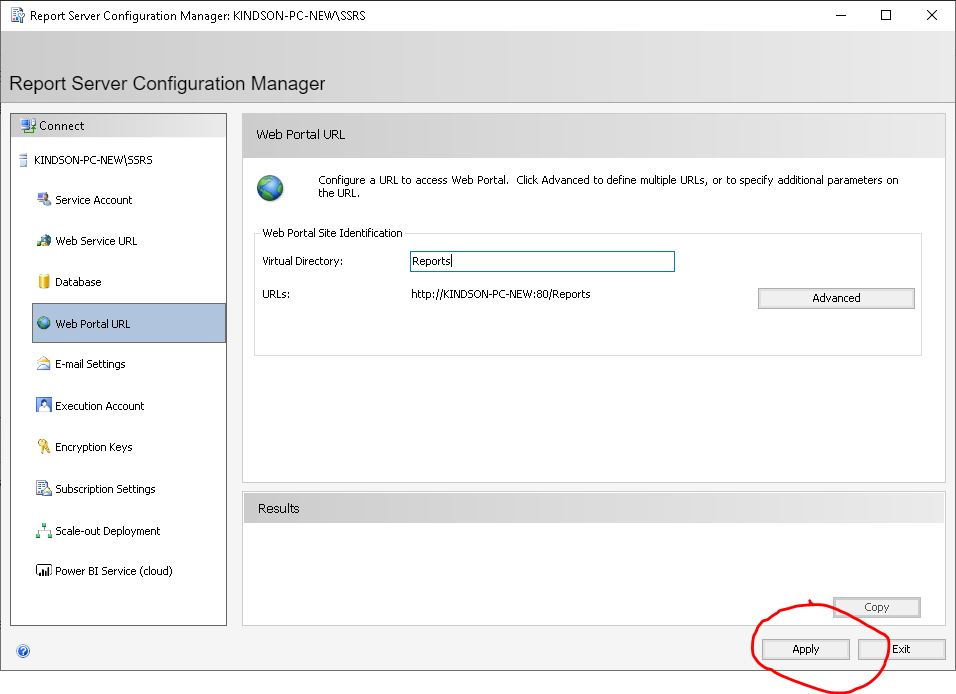 Report Server Configuration Manager: KINDSON-PC-NEW\SSRS
Report Server Configuration Manager
Connect
KINDSON-PC-NEW\SSRS
Service Account
Web Service URL
Database
Web Portal URL
E-mail Settings
Execution Account
Encryption Keys
Subscription Settings
Scale-out Deployment
Power BI Service (cloud)
Web Portal URL
Configure a URL to access Web Portal. Click Advanced to define multiple URLs, or to specify additional parameters on
the URL.
Web Portal Site Identification
Virtual Directory:
Reports
URLs:
http://KINDSON-PC-NEW:80/Reports
Advanced
Results
Copy
Apply
Exit